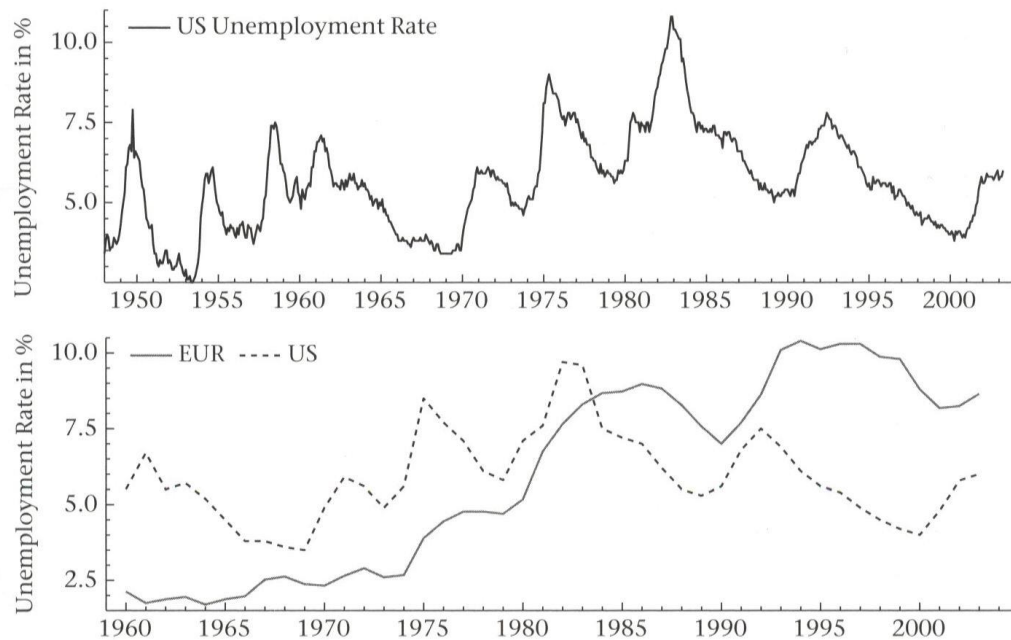 US Unemployment Rate
Unemployment Rate in %
10.0
7.5
5.0
1950 1955 1960 1965 1970 1975 1980 1985 1990 1995 2000
EUR US
Unemployment Rate in %
10.0
7.5
5.0
2.5
1960 1965 1970 1975 1980 1985 1990 1995 2000